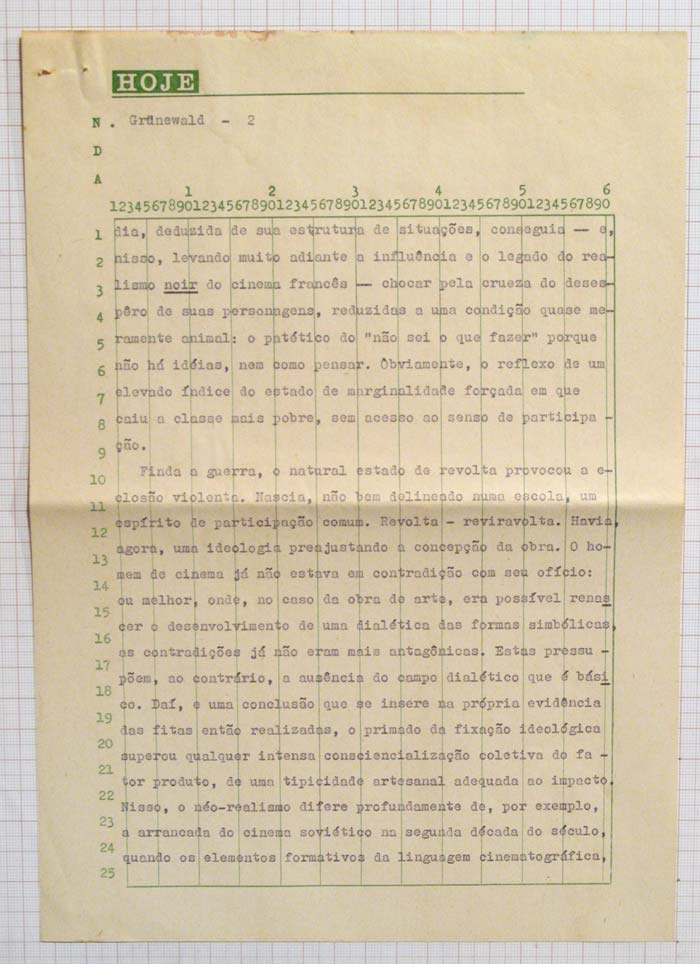 HOJE
N . Grünewald - 2
D
A
1 2 3 4 5 6
123456789012345678901234567890123456789012345678901234567890
1 dia, deduzida de sua estrutura de situações, conseguia — e,
2 nisso, levando muito adiante a influência e o legado do rea-
3 lismo noir do cinema francês — chocar pela crueza do deses-
4 pêro de suas personagens, reduzidas a uma condição quase me-
5 ramente animal: o patético do "não sei o que fazer" porque
6 não há idéias, nem como pensar. Òbviamente, o reflexo de um
7 elevado índice do estado de marginalidade forçada em que
8 caiu a classe mais pobre, sem acesso ao senso de participa -
9 ção.
10 Finda a guerra, o natural estado de revolta provocou a e-
11 closão violenta. Nascia, não bem delineado numa escola, um
12 espírito de participação comum. Revolta - reviravolta. Havia,
13 agora, uma ideologia preajustando a concepção da obra. O ho-
14 mem de cinema já não estava em contradição com seu ofício:
15 ou melhor, onde, no caso da obra de arte, era possível renas
16 cer o desenvolvimento de uma dialética das formas simbólicas,
17 as contradições já não eram mais antagônicas. Estas pressu -
18 põem, ao contrário, a ausência do campo dialético que é bási
19 co. Daí, e uma conclusão que se insere na própria evidência
20 das fitas então realizadas, o primado da fixação ideológica
21 superou qualquer intensa consciencialização coletiva do fa -
22 tor produto, de uma tipicidade artesanal adequada ao impacto.
23 Nisso, o néo-realismo difere profundamente de, por exemplo,
24 a arrancada do cinema soviético na segunda década do século,
25 quando os elementos formativos da linguagem cinematográfica,